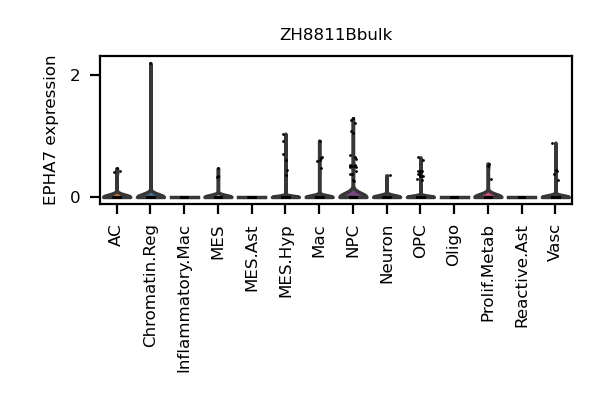 ZH8811Bbulk
EPHA7 expression
2
0
AC
Chromatin.Reg
Inflammatory.Mac
MES
MES.Ast
MES.Hyp
Mac
NPC
Neuron
OPC
Oligo
Prolif.Metab
Reactive.Ast
Vasc